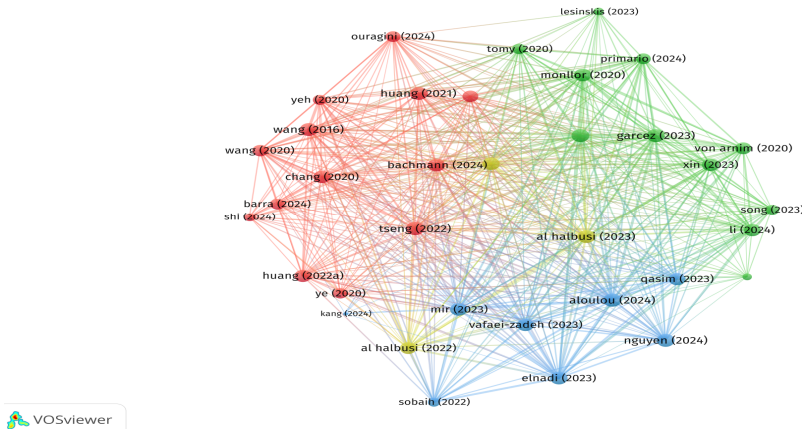 lesinskis (2023)
ouragini (2024)
tomy (2020)
primario (2024)
monllor (2020)
huang (2021)
yeh (2020)
wang (2016)
garcez (2023)
wang (2020)
von arnim (2020)
bachmann (2024)
xin (2023)
chang (2020)
barra (2024)
song (2023)
shi (2024)
tseng (2022)
li (2024)
al halbusi (2023)
huang (2022a)
qasim (2023)
ye (2020)
aloulou (2024)
kang (2024)
mir (2023)
vafaei-zadeh (2023)
nguyen (2024)
al halbusi (2022)
elnadi (2023)
sobaih (2022)
VOSviewer